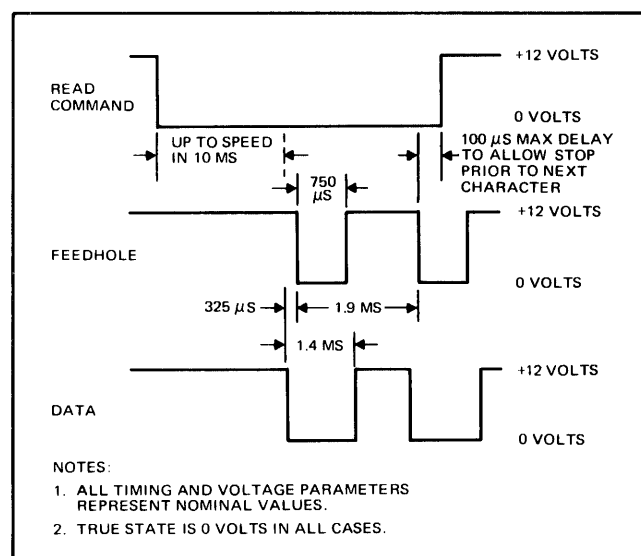 +12 VOLTS
READ
COMMAND
0 VOLTS
UP TO SPEED
IN 10 MS
100 µS MAX DELAY
TO ALLOW STOP
PRIOR TO NEXT
CHARACTER
750
µS
+12 VOLTS
FEEDHOLE
0 VOLTS
325 µS
1.9 MS
1.4 MS
+12 VOLTS
DATA
0 VOLTS
NOTES:
1. ALL TIMING AND VOLTAGE PARAMETERS
REPRESENT NOMINAL VALUES.
2. TRUE STATE IS 0 VOLTS IN ALL CASES.